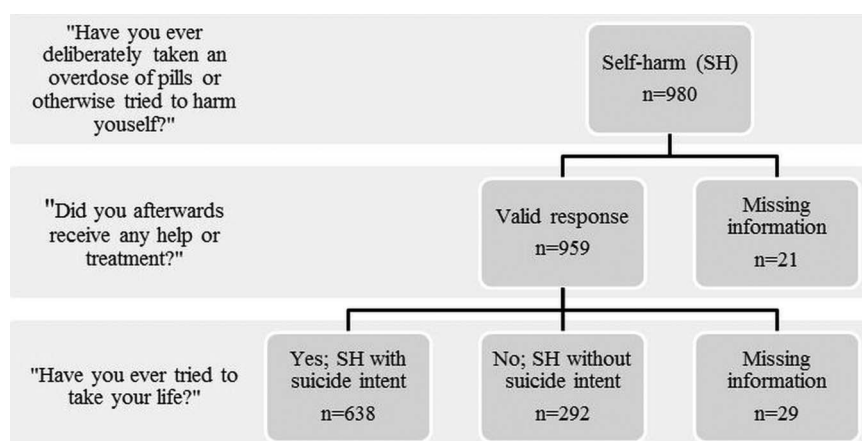 "Have you ever
deliberately taken an
overdose of pills or
otherwise tried to harm
youself?"
Self-harm (SH)
n=980
"Did you afterwards
receive any help or
treatment?"
Valid response
n=959
Missing
information
n=21
"Have you ever tried to
take your life?"
Yes; SH with
suicide intent
n=638
No; SH without
suicide intent
n=292
Missing
information
n=29